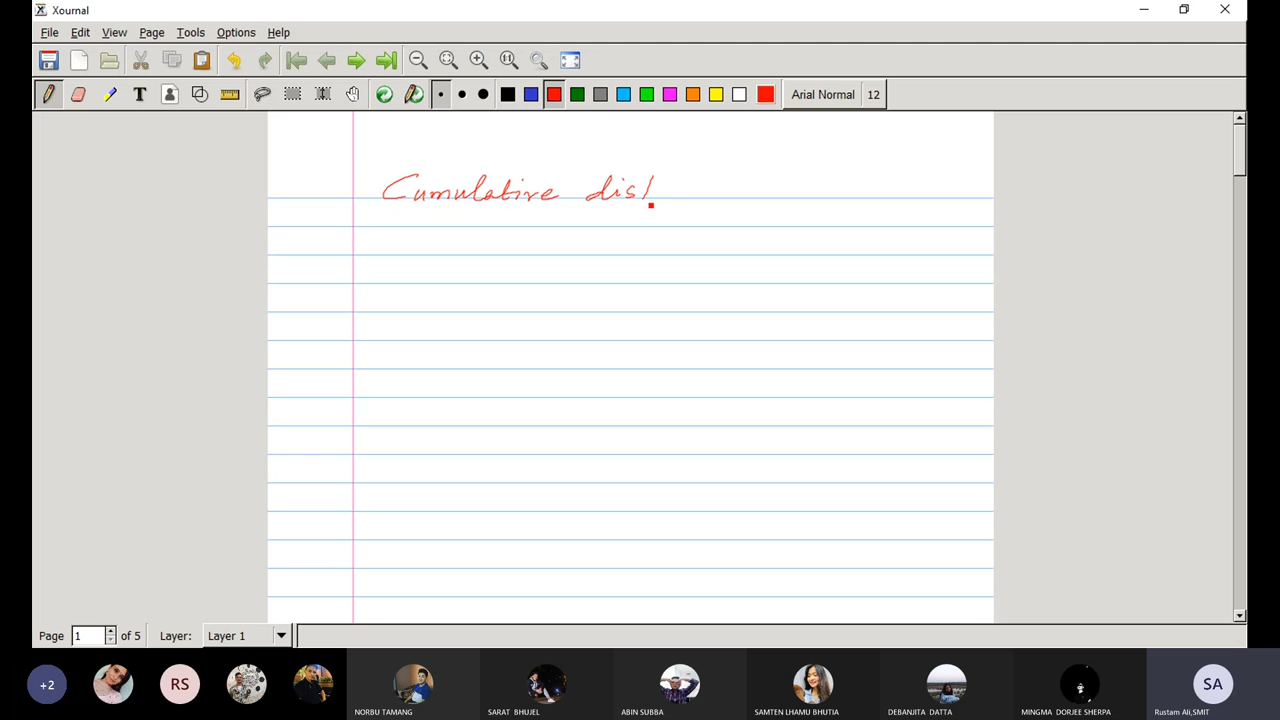 Xournal
File Edit View Page Tools Options Help
Arial Normal 12
Cumulative dis
Page 1 of 5 Layer: Layer 1
+2 RS SA
NORBU TAMANG SARAT BHUJEL ABIN SUBBA SAMTEN LHAMU BHUTIA DEBANJITA DATTA MINGMA DORJEE SHERPA Rustam Ali,SMIT